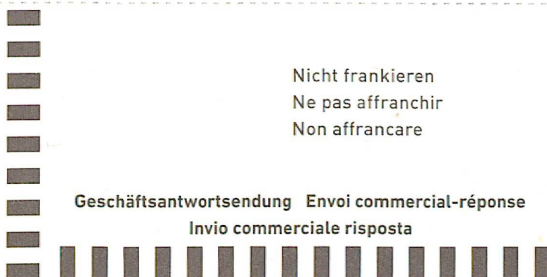 Nicht frankieren
Ne pas affranchir
Non affrancare
Geschäftsantwortsendung Envoi commercial-réponse
Invio commerciale risposta